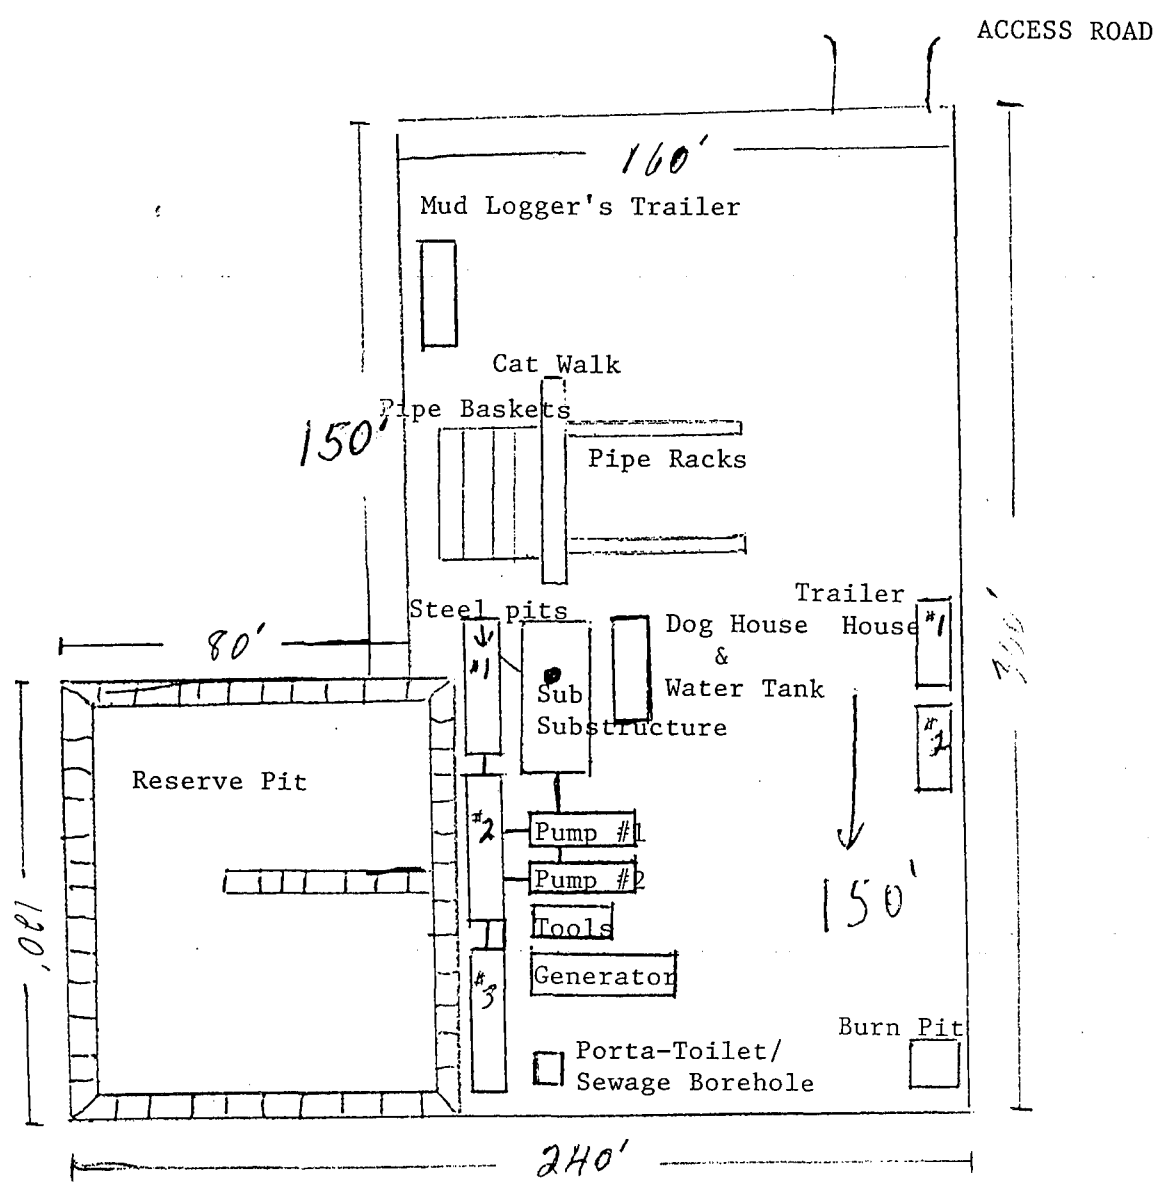 ACCESS ROAD
160'
Mud Logger's Trailer
Cat Walk
Pipe Baskets
150'
Pipe Racks
Trailer
House
#1
Steel pits
Dog House
&
Water Tank
80'
#1
Sub
Substructure
#2
Reserve Pit
#2
Pump #1
Pump #2
150'
Tools
Generator
#3
Burn Pit
Porta-Toilet/
Sewage Borehole
240'